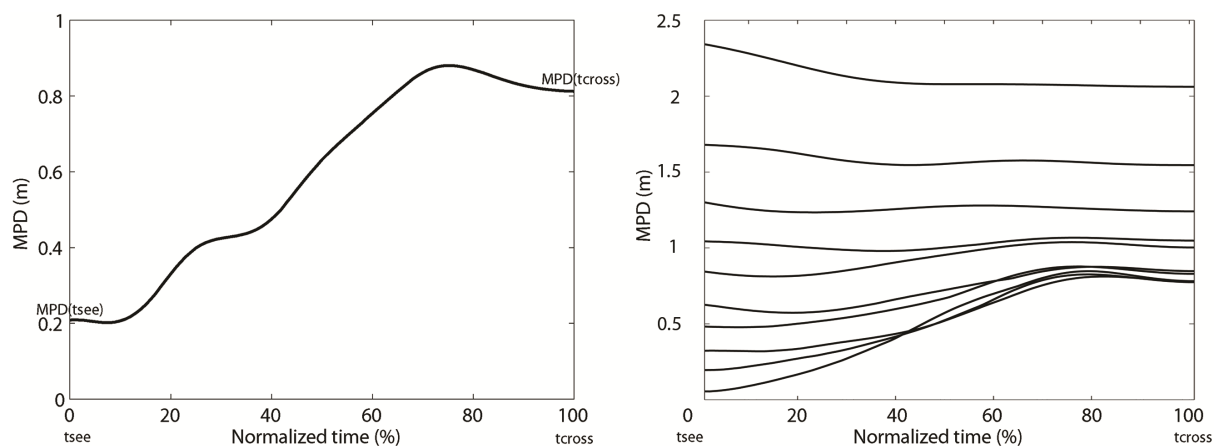 1
0.8
0.6
0.4
0.2
0
MPD (m)
MPD(tsee)
MPD(tcross)
0 20 40 60 80 100
tsee Normalized time (%) tcross
2.5
2
1.5
1
0.5
MPD (m)
0 20 40 60 80 100
tsee Normalized time (%) tcross